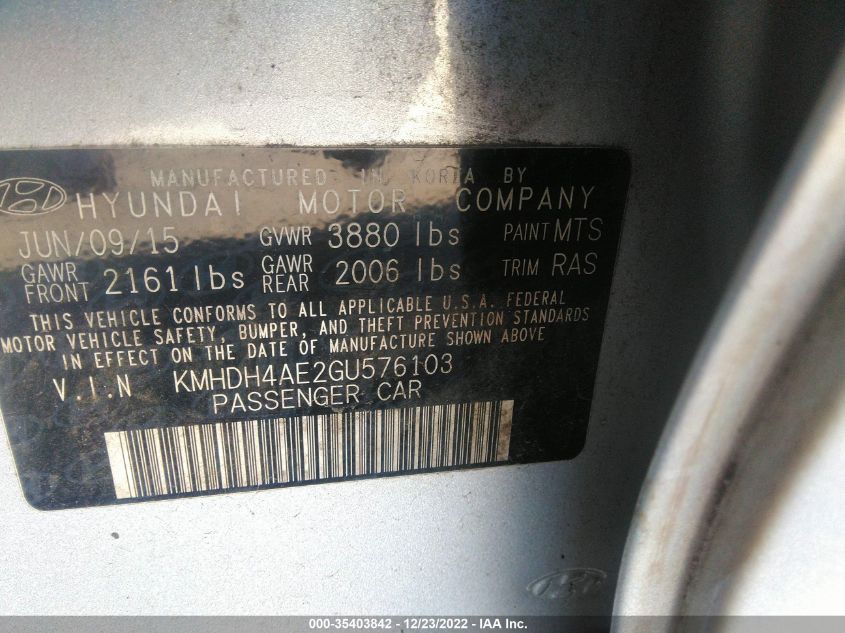 MANUFACTURED IN KOREA BY
HYUNDAI MOTOR COMPANY
JUN/09/15 GVWR 3880 lbs PAINT MTS
GAWR FRONT 2161 lbs GAWR REAR 2006 lbs TRIM RAS
THIS VEHICLE CONFORMS TO ALL APPLICABLE U.S.A. FEDERAL
MOTOR VEHICLE SAFETY, BUMPER, AND THEFT PREVENTION STANDARDS
IN EFFECT ON THE DATE OF MANUFACTURE SHOWN ABOVE
V.I.N KMHDH4AE2GU576103
PASSENGER CAR
000-35403842 - 12/23/2022 - IAA Inc.